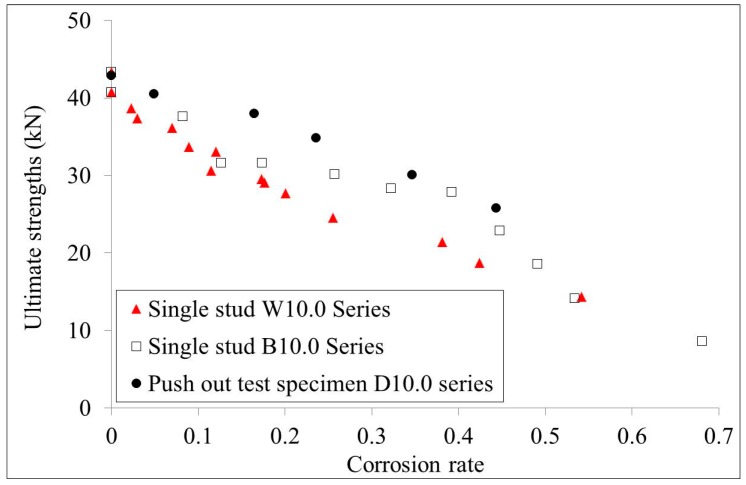 50
40
30
20
10
0
Ultimate strengths (kN)
Single stud W10.0 Series
Single stud B10.0 Series
Push out test specimen D10.0 series
0 0.1 0.2 0.3 0.4 0.5 0.6 0.7
Corrosion rate